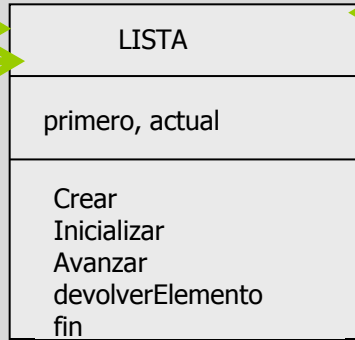 LISTA
primero, actual
Crear
Inicializar
Avanzar
devolverElemento
fin